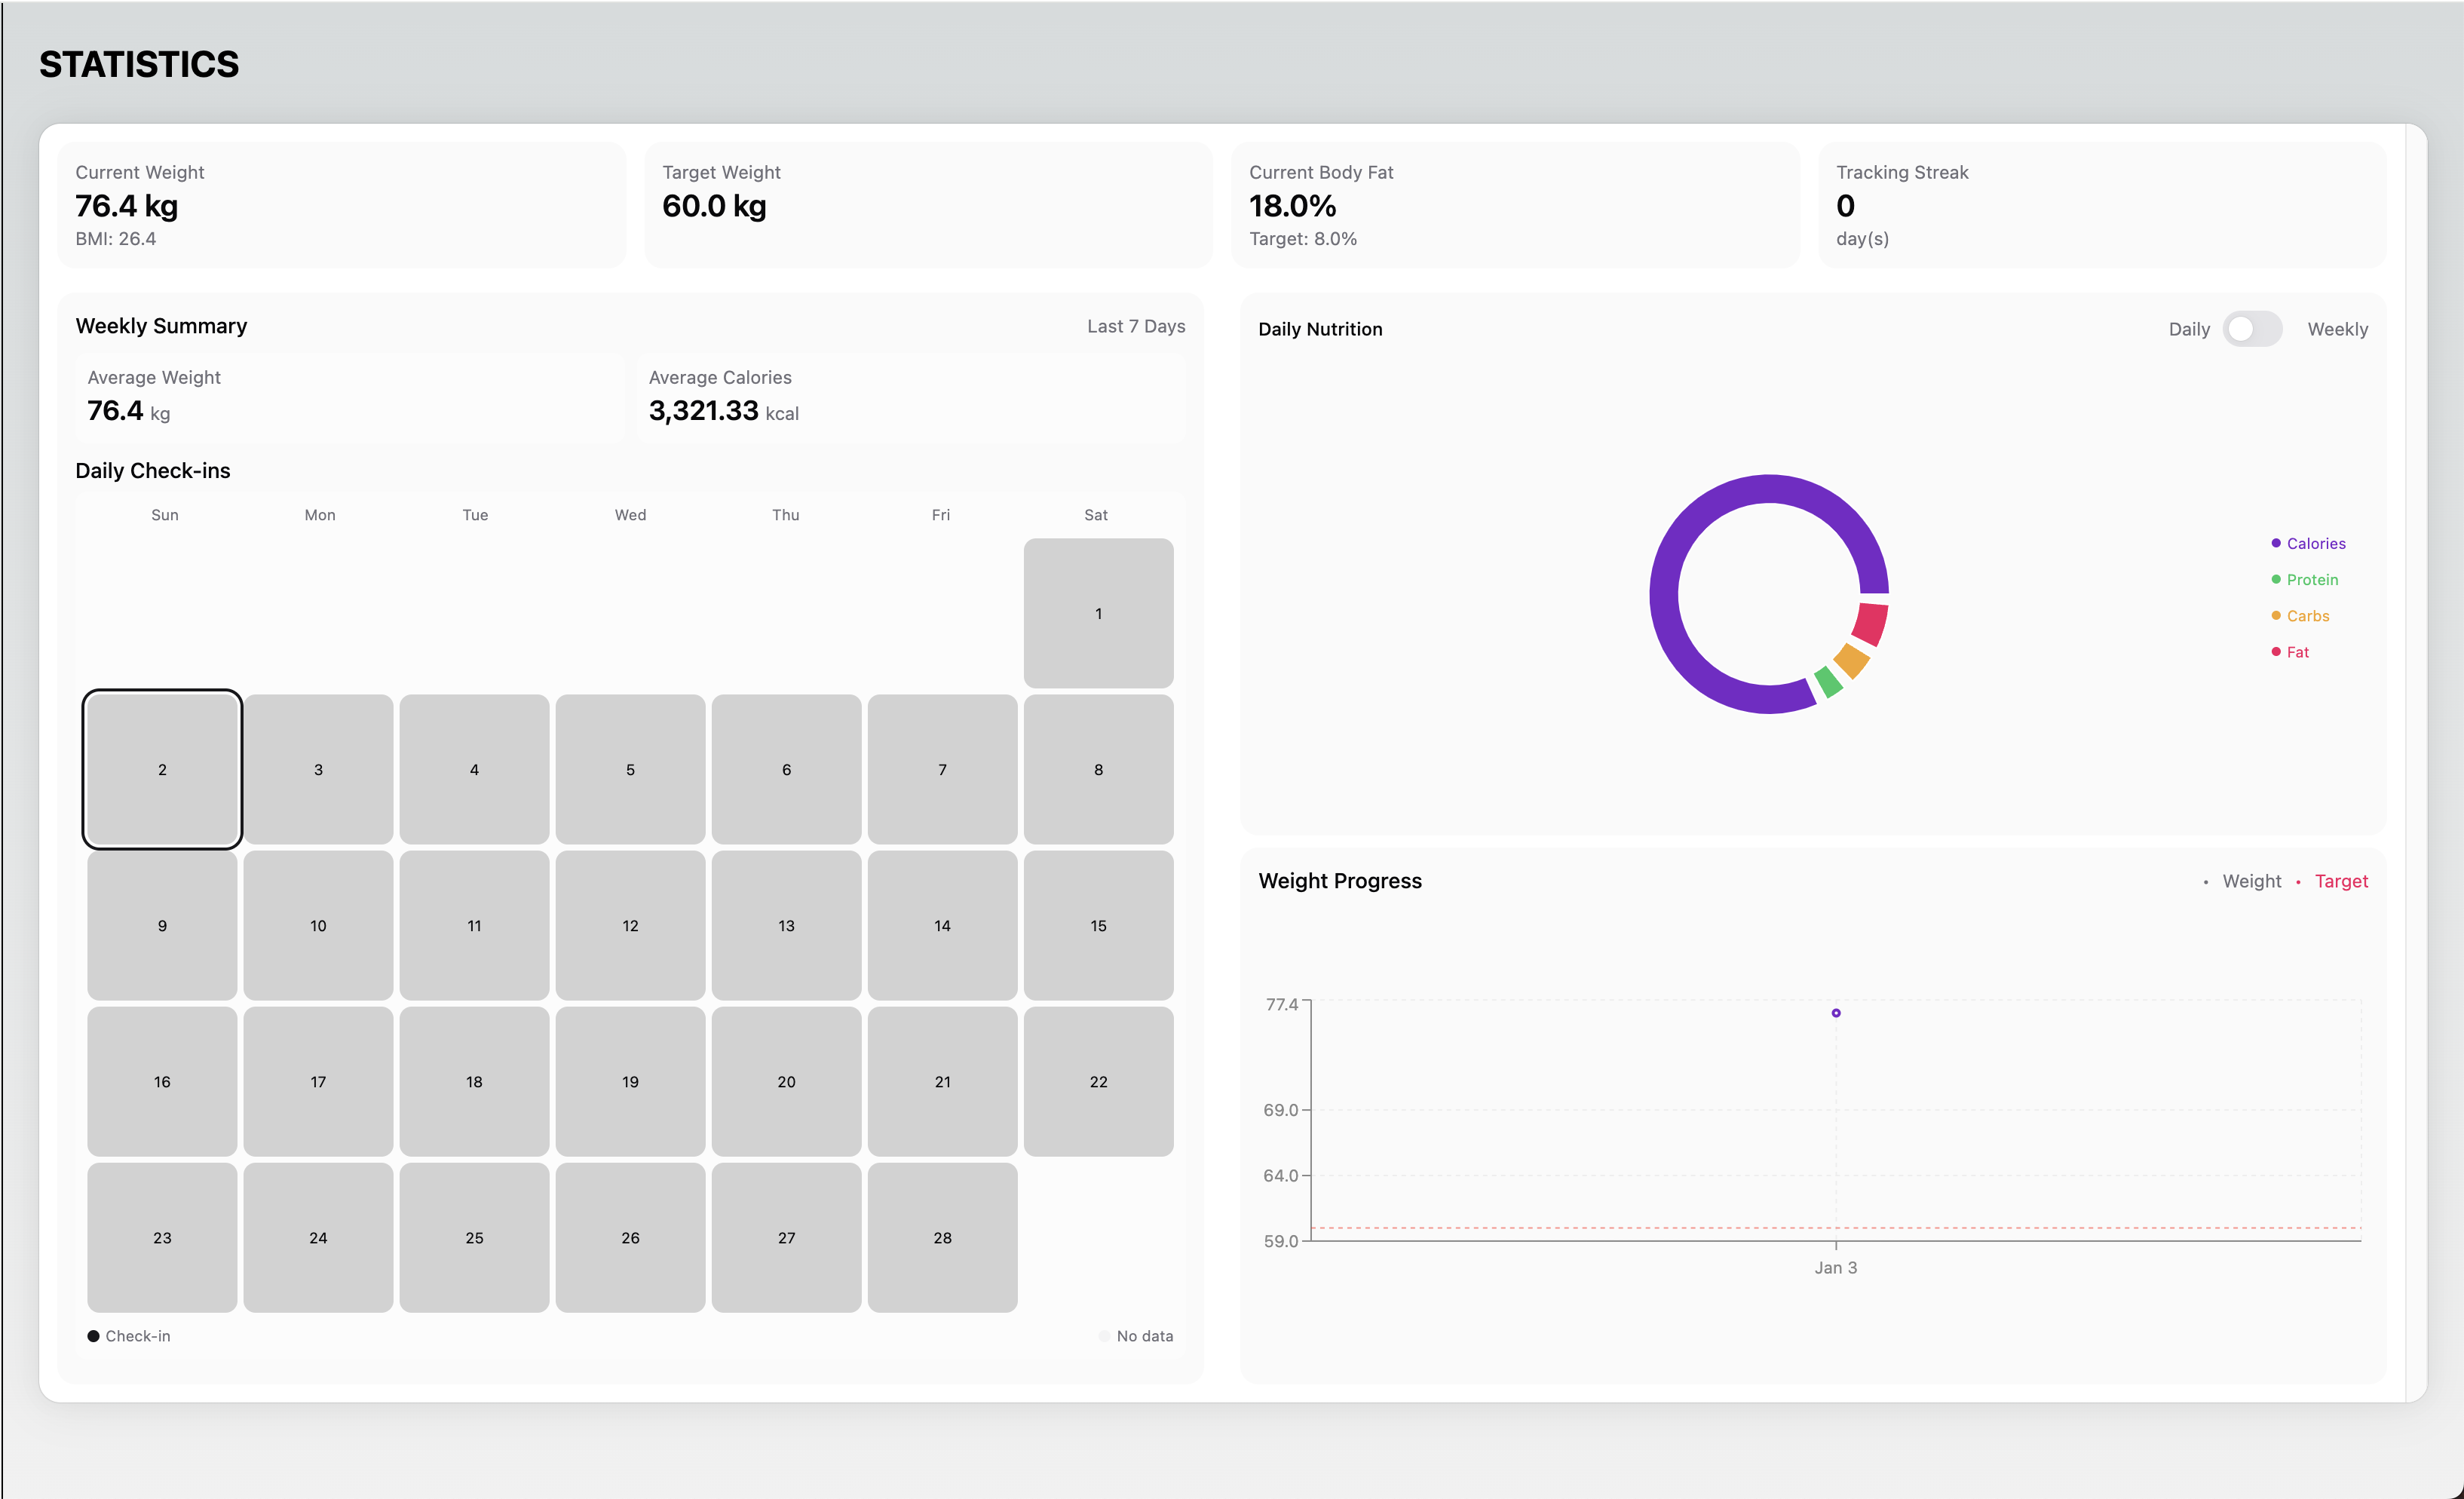 STATISTICS
Current Weight
76.4 kg
BMI: 26.4
Target Weight
60.0 kg
Current Body Fat
18.0%
Target: 8.0%
Tracking Streak
0
day(s)
Weekly Summary
Last 7 Days
Average Weight
76.4 kg
Average Calories
3,321.33 kcal
Daily Check-ins
Sun Mon Tue Wed Thu Fri Sat
1
2 3 4 5 6 7 8
9 10 11 12 13 14 15
16 17 18 19 20 21 22
23 24 25 26 27 28
Check-in
No data
Daily Nutrition
Daily
Weekly
Calories
Protein
Carbs
Fat
Weight Progress
• Weight • Target
77.4
69.0
64.0
59.0
Jan 3